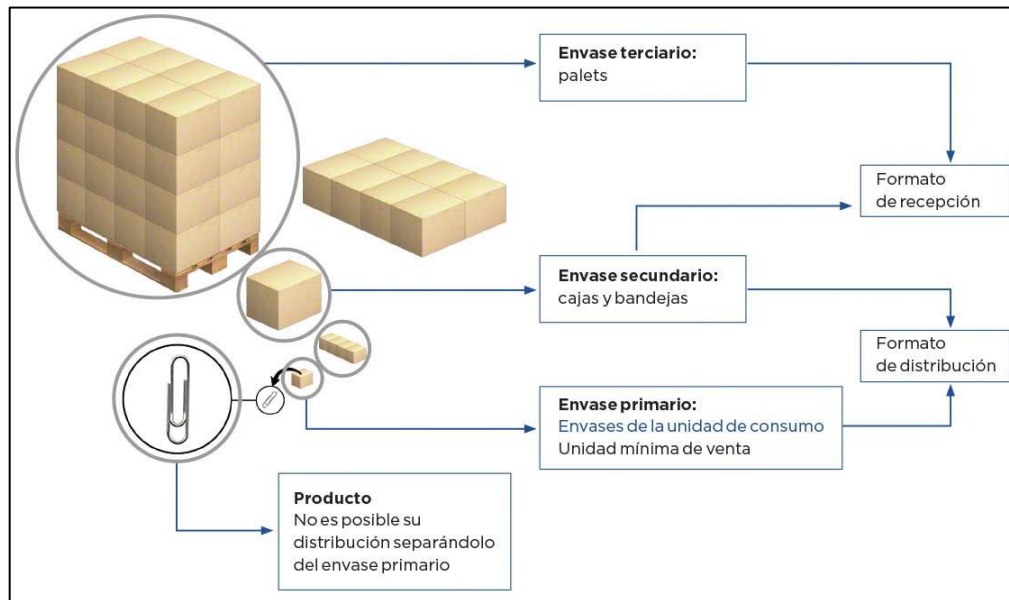 Envase terciario:
palets
Formato
de recepción
Envase secundario:
cajas y bandejas
Formato
de distribución
Envase primario:
Envases de la unidad de consumo
Unidad mínima de venta
Producto
No es posible su
distribución separándolo
del envase primario